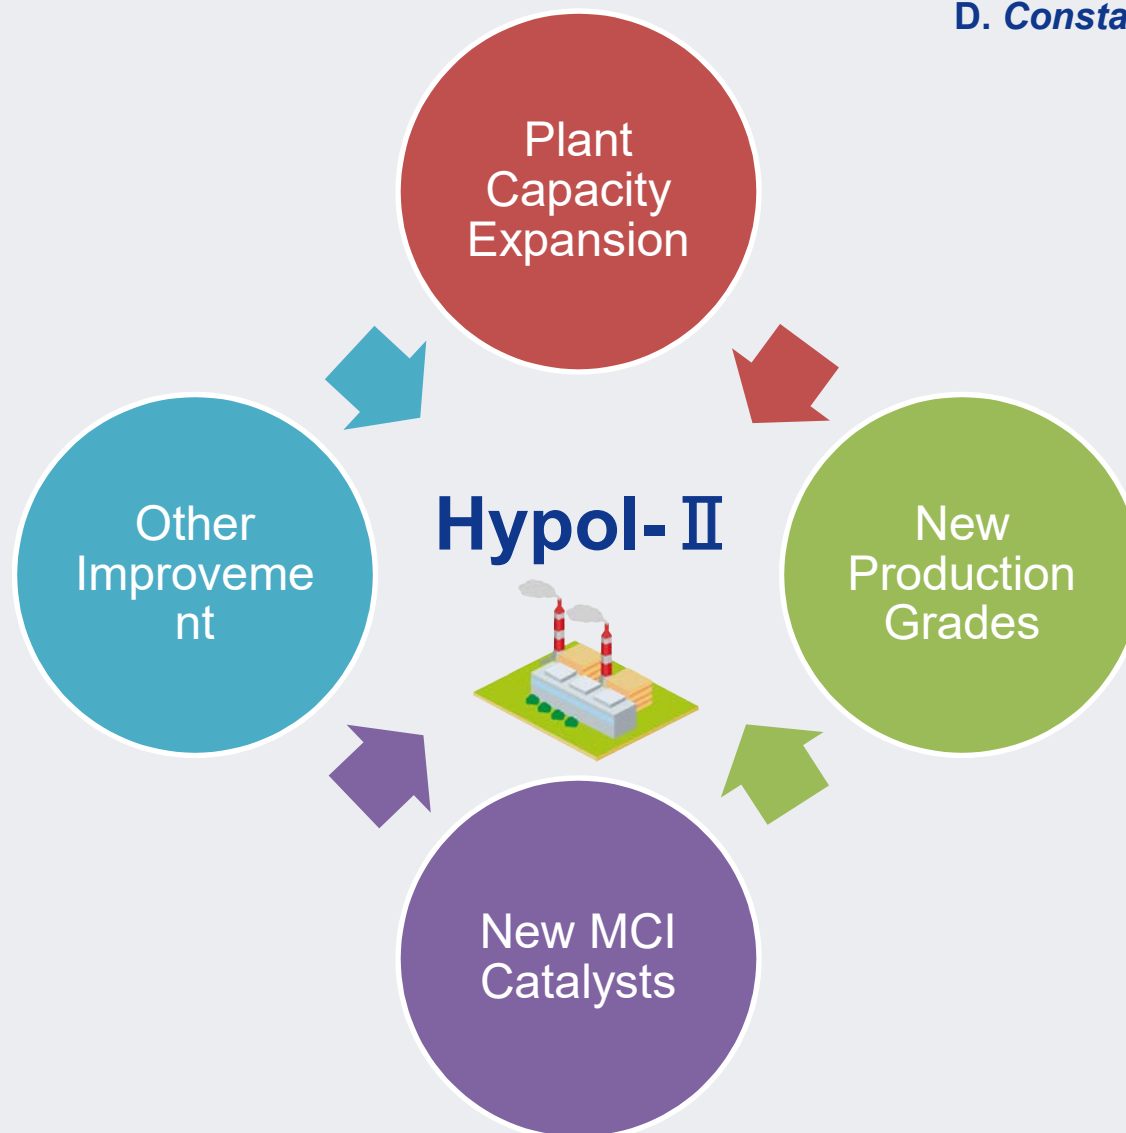 D. Consta
Plant
Capacity
Expansion
Other
Improveme
nt
Hypol-Ⅱ
New
Production
Grades
New MCI
Catalysts